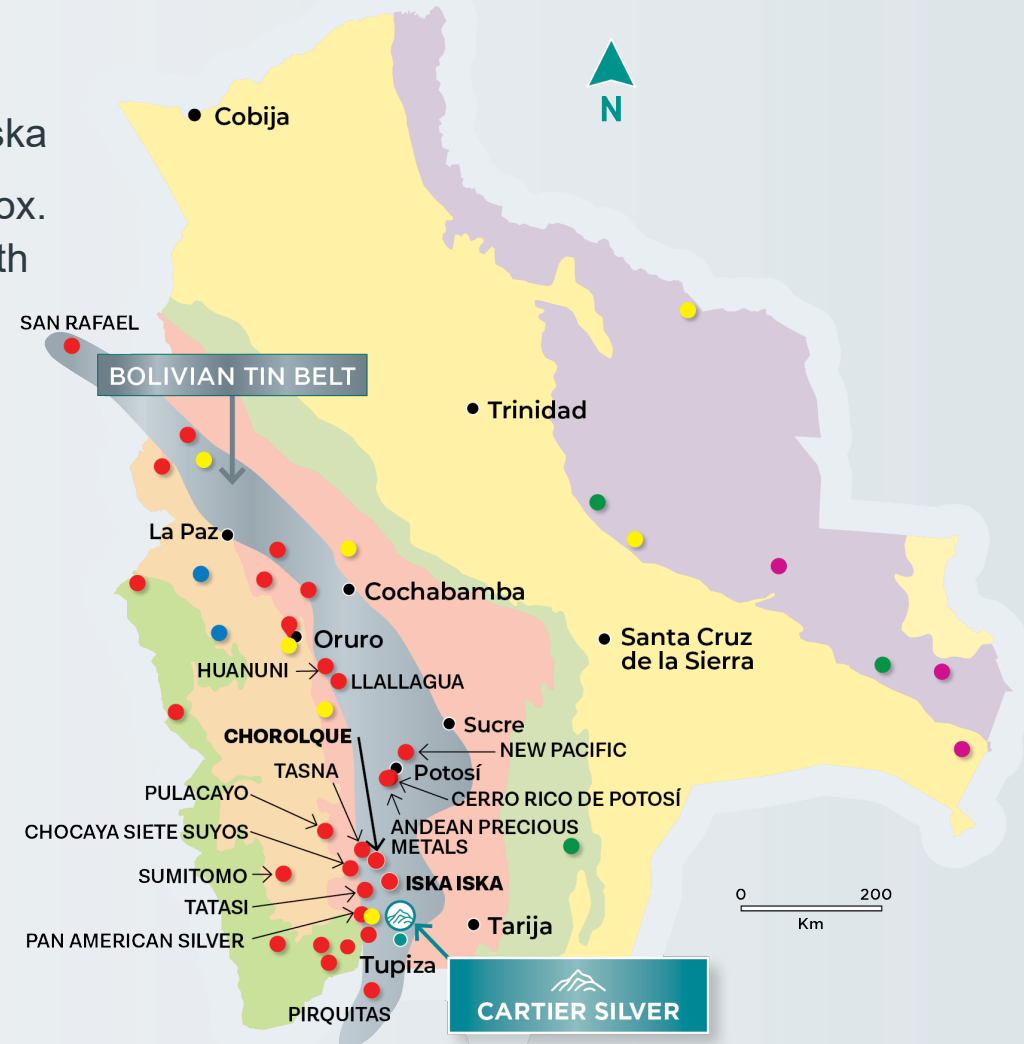 ska
ox.
th
N
Cobija
SAN RAFAEL
BOLIVIAN TIN BELT
Trinidad
La Paz
Cochabamba
Oruro
Santa Cruz
de la Sierra
HUANUNI
LLALLAGUA
Sucre
CHOROLQUE
NEW PACIFIC
TASNA
Potosí
PULACAYO
CERRO RICO DE POTOSÍ
CHOCAYA SIETE SUYOS
ANDEAN PRECIOUS
METALS
SUMITOMO
ISKA ISKA
0 200
Km
TATASI
Tarija
PAN AMERICAN SILVER
Tupiza
CARTIER SILVER
PIRQUITAS